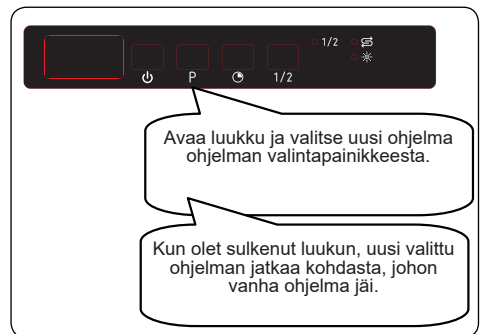 1/2
P 1/2
Avaa luukku ja valitse uusi ohjelma
ohjelman valintapainikkeesta.
Kun olet sulkenut luukun, uusi valittu
ohjelman jatkaa kohdasta, johon
vanha ohjelma jäi.